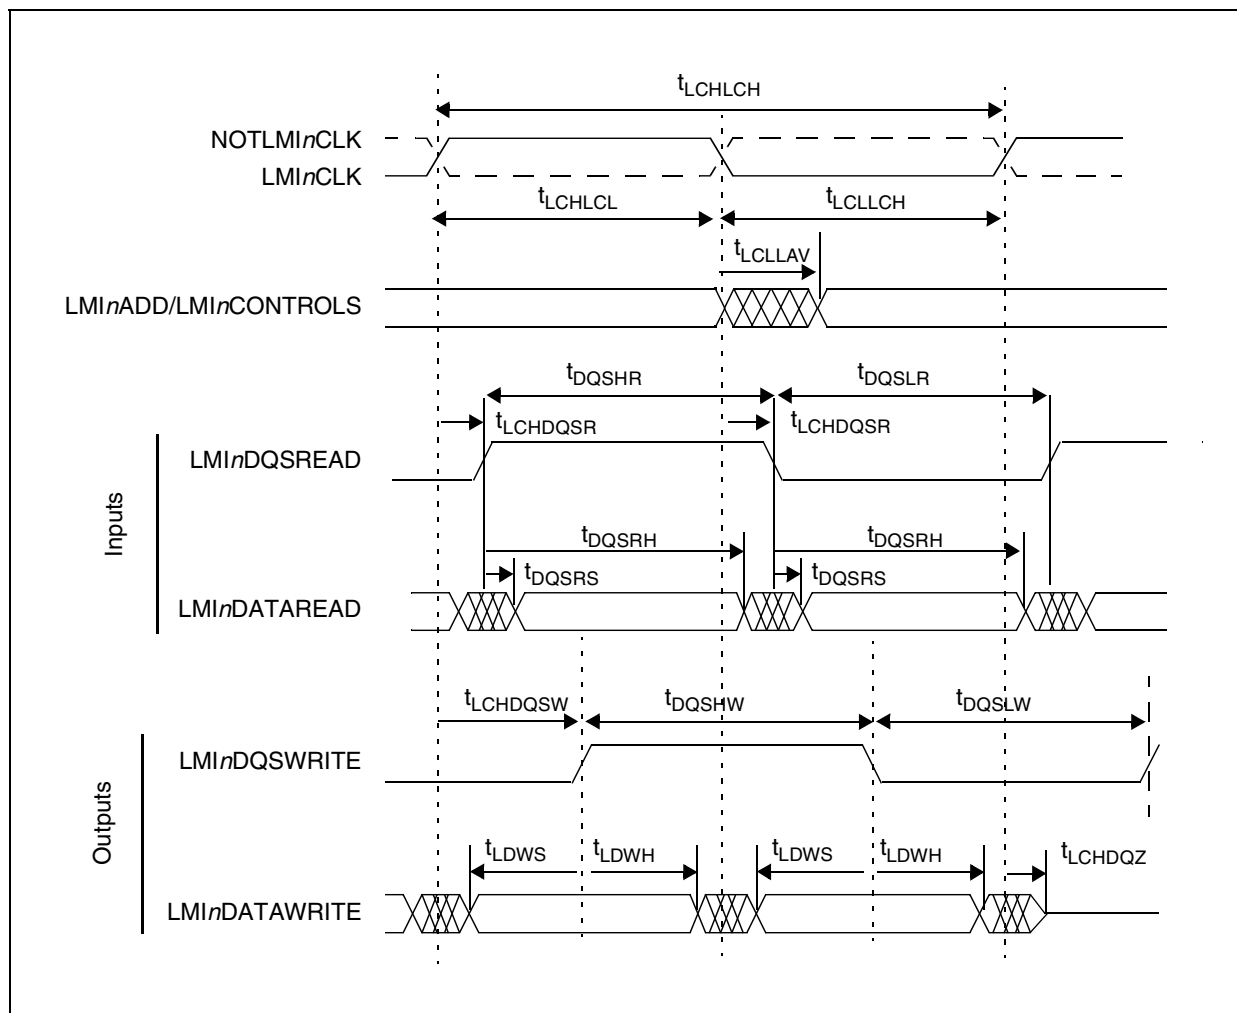 tLCHLCH
NOTLMInCLK
LMInCLK
tLCHLCL
tLCLLCH
tLCLLAV
LMInADD/LMInCONTROLS
tDQSHR
tDQSLR
tLCHDQSR
tLCHDQSR
LMInDQSREAD
Inputs
tDQSRH
tDQSRH
tDQSRS
tDQSRS
LMInDATAREAD
tLCHDQSW
tDQSHW
tDQSLW
LMInDQSWRITE
Outputs
tLDWS
tLDWH
tLDWS
tLDWH
tLCHDQZ
LMInDATAWRITE